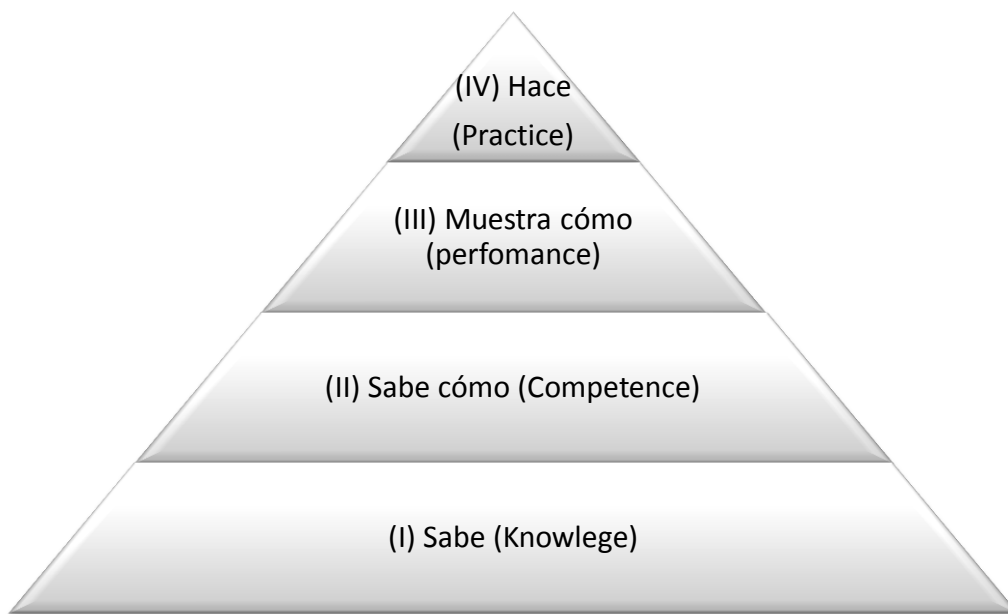 (IV) Hace
(Practice)
(III) Muestra cómo
(perfomance)
(II) Sabe cómo (Competence)
(I) Sabe (Knowlege)